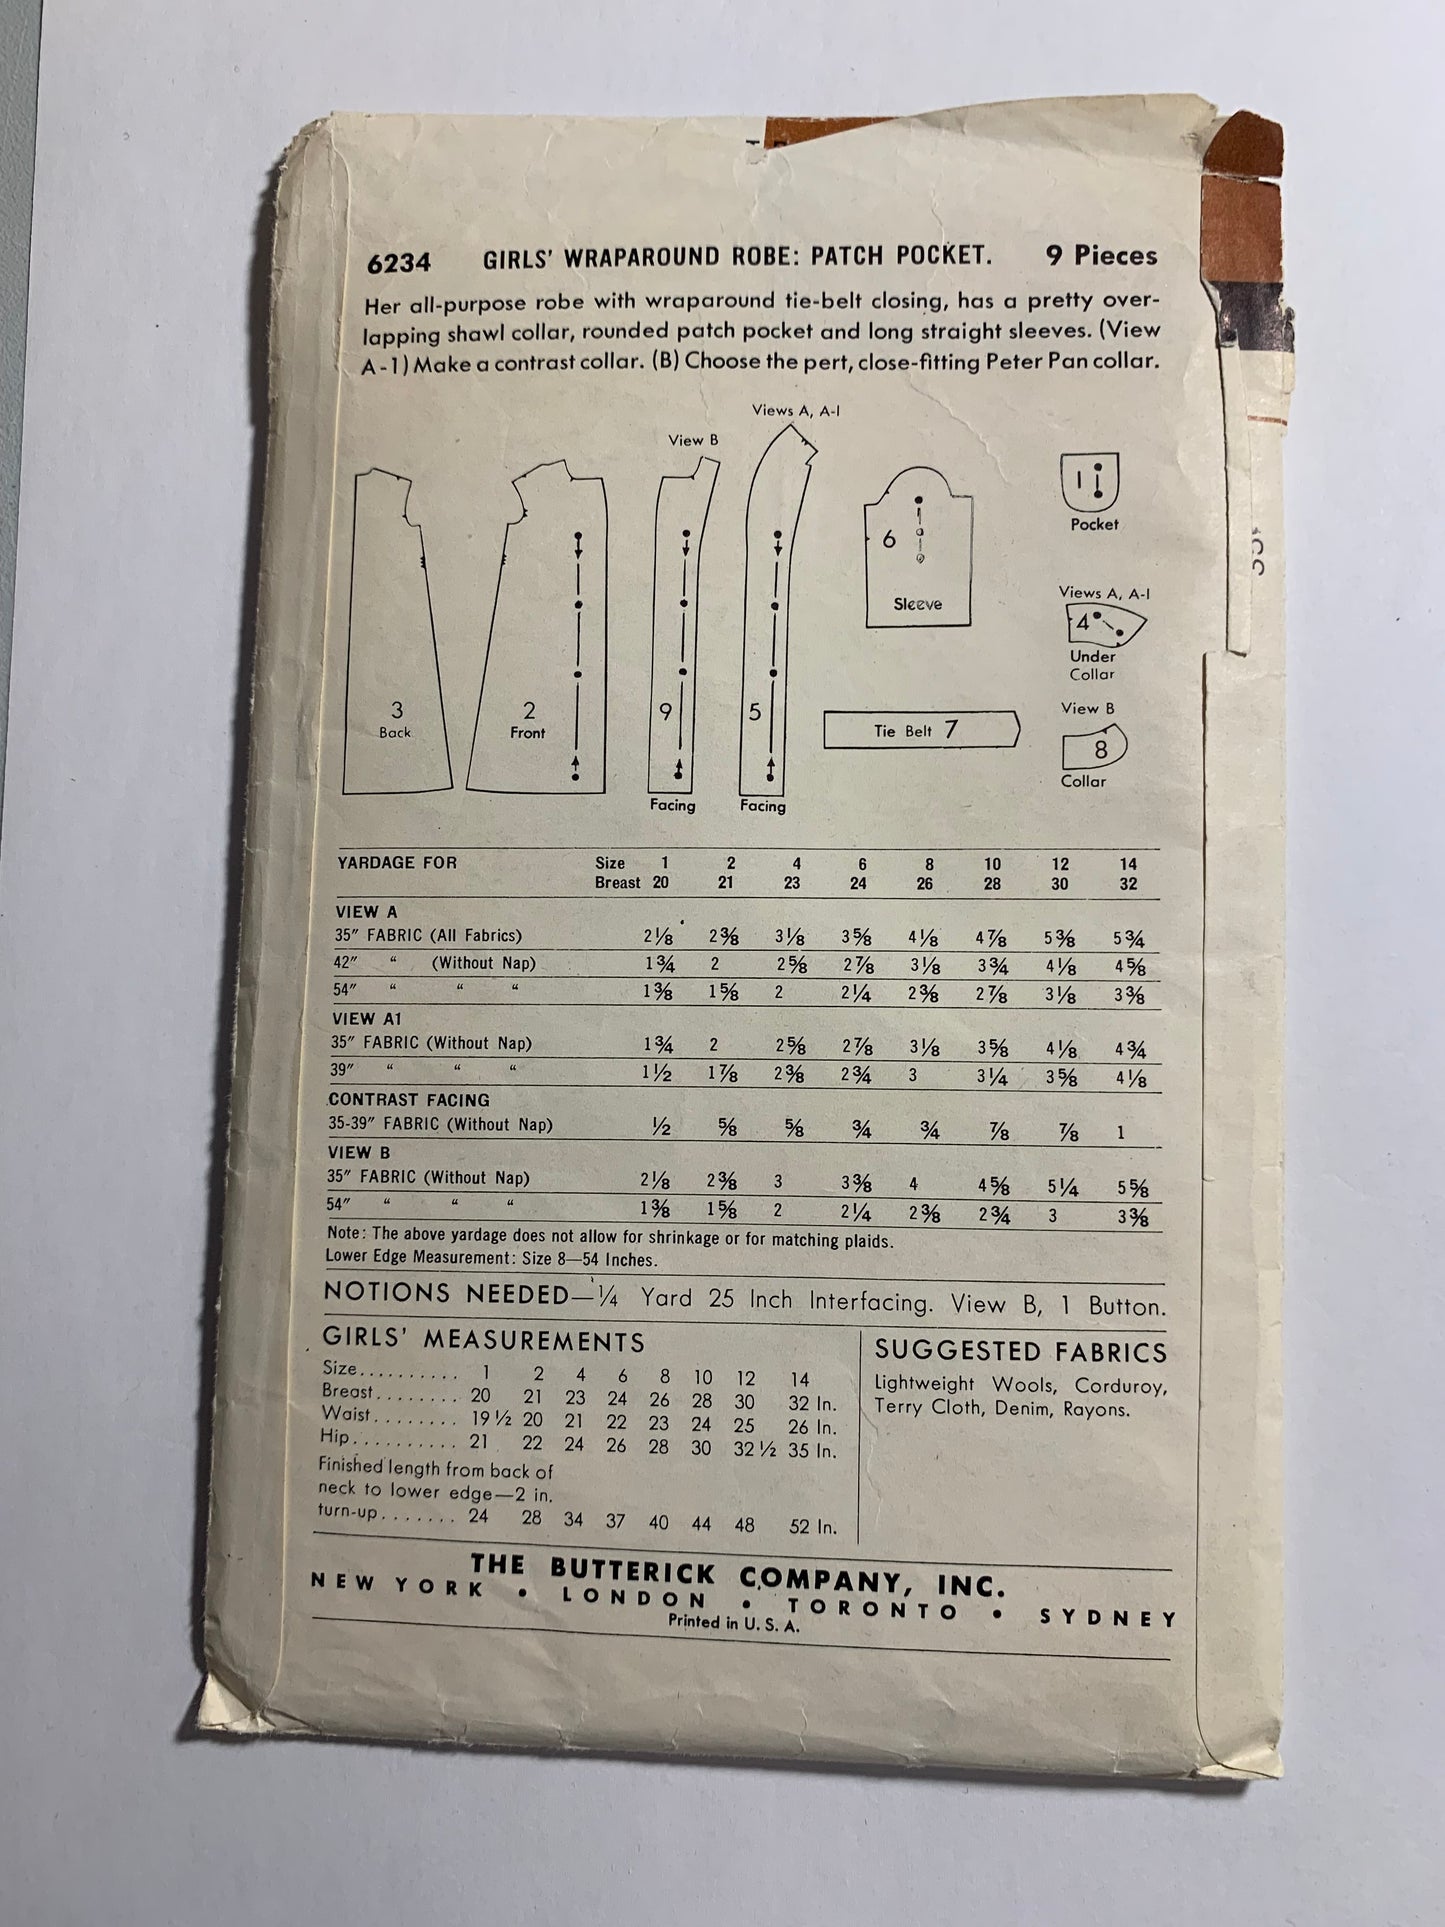 6234 GIRLS' WRAPAROUND ROBE: PATCH POCKET. 9 Pieces
Her all-purpose robe with wraparound tie-belt closing, has a pretty over-
lapping shawl collar, rounded patch pocket and long straight sleeves. (View
A-1) Make a contrast collar. (B) Choose the pert, close-fitting Peter Pan collar.
Views A, A-1
View B
3
Back
2
Front
9
Facing
5
Facing
6
Sleeve
1
Pocket
Views A, A-1
4
Under
Collar
Tie Belt 7
View B
8
Collar
YARDAGE FOR Size 1 2 4 6 8 10 12 14
Breast 20 21 23 24 26 28 30 32
VIEW A
35" FABRIC (All Fabrics) 2⅛ 2⅜ 3⅛ 3⅝ 4⅛ 4⅞ 5⅜ 5¾
42" " (Without Nap) 1¾ 2 2⅝ 2⅞ 3⅛ 3¾ 4⅛ 4⅝
54" " " " 1⅜ 1⅝ 2 2¼ 2⅜ 2⅞ 3⅛ 3⅜
VIEW A1
35" FABRIC (Without Nap) 1¾ 2 2⅝ 2⅞ 3⅛ 3⅝ 4⅛ 4¾
39" " " " 1½ 1⅞ 2⅜ 2¾ 3 3¼ 3⅝ 4⅛
CONTRAST FACING
35-39" FABRIC (Without Nap) ½ ⅝ ⅝ ¾ ¾ ⅞ ⅞ 1
VIEW B
35" FABRIC (Without Nap) 2⅛ 2⅜ 3 3⅜ 4 4⅝ 5¼ 5⅝
54" " " " 1⅜ 1⅝ 2 2¼ 2⅜ 2¾ 3 3⅜
Note: The above yardage does not allow for shrinkage or for matching plaids.
Lower Edge Measurement: Size 8—54 Inches.
NOTIONS NEEDED—¼ Yard 25 Inch Interfacing. View B, 1 Button.
GIRLS' MEASUREMENTS
Size.......... 1 2 4 6 8 10 12 14
Breast........ 20 21 23 24 26 28 30 32 In.
Waist........ 19½ 20 21 22 23 24 25 26 In.
Hip.......... 21 22 24 26 28 30 32½ 35 In.
Finished length from back of
neck to lower edge—2 in.
turn-up....... 24 28 34 37 40 44 48 52 In.
SUGGESTED FABRICS
Lightweight Wools, Corduroy,
Terry Cloth, Denim, Rayons.
THE BUTTERICK COMPANY, INC.
NEW YORK • LONDON • TORONTO • SYDNEY
Printed in U. S. A.